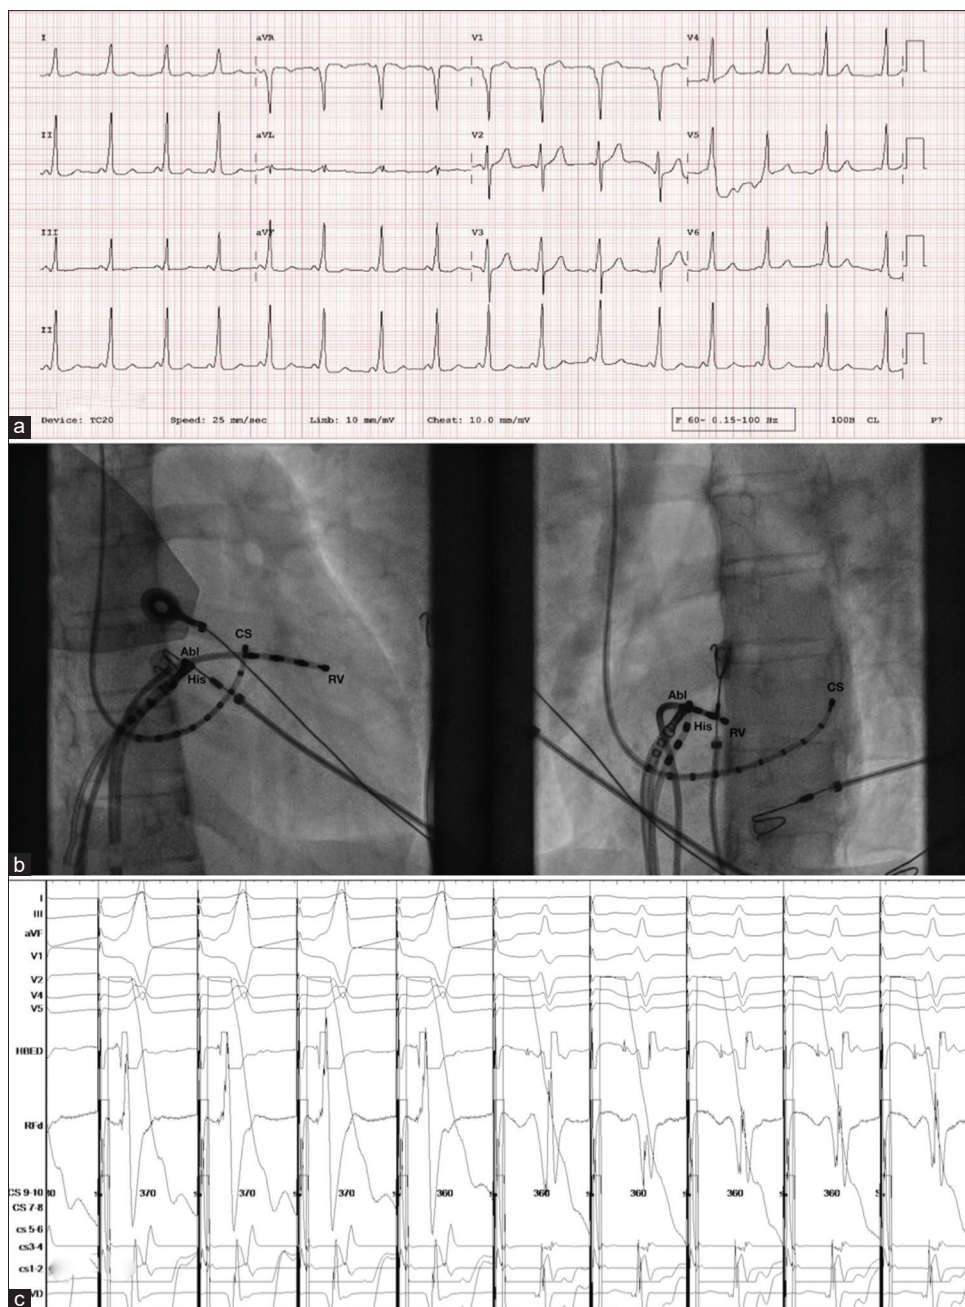 I aVR V1 V4
II aVL V2 V5
III aVF V3 V6
II
Device: TC20 Speed: 25 mm/sec Limb: 10 mm/mV Chest: 10.0 mm/mV F 60~ 0.15-100 Hz 100B CL P?
a
CS
Abl
His
RV
CS
Abl
His
RV
b
I
III
aVF
V1
V2
V4
V5
HBED
RFd
CS 9-10 370 370 370 360 360 360 360 360
CS 7-8
cs 5-6
cs3-4
cs1-2
c